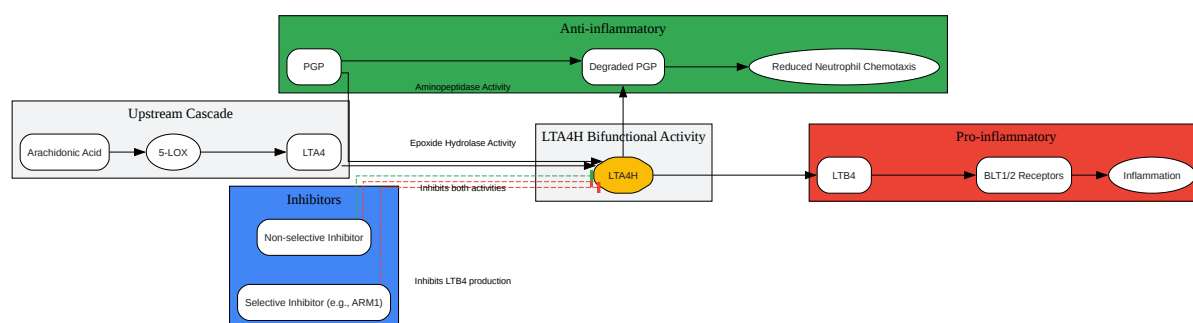 Anti-inflammatory
PGP
Degraded PGP
Reduced Neutrophil Chemotaxis
Aminopeptidase Activity
Upstream Cascade
Arachidonic Acid
5-LOX
LTA4
Epoxide Hydrolase Activity
LTA4H Bifunctional Activity
LTA4H
Pro-inflammatory
LTB4
BLT1/2 Receptors
Inflammation
Inhibits both activities
Inhibitors
Non-selective Inhibitor
Inhibits LTB4 production
Selective Inhibitor (e.g., ARM1)